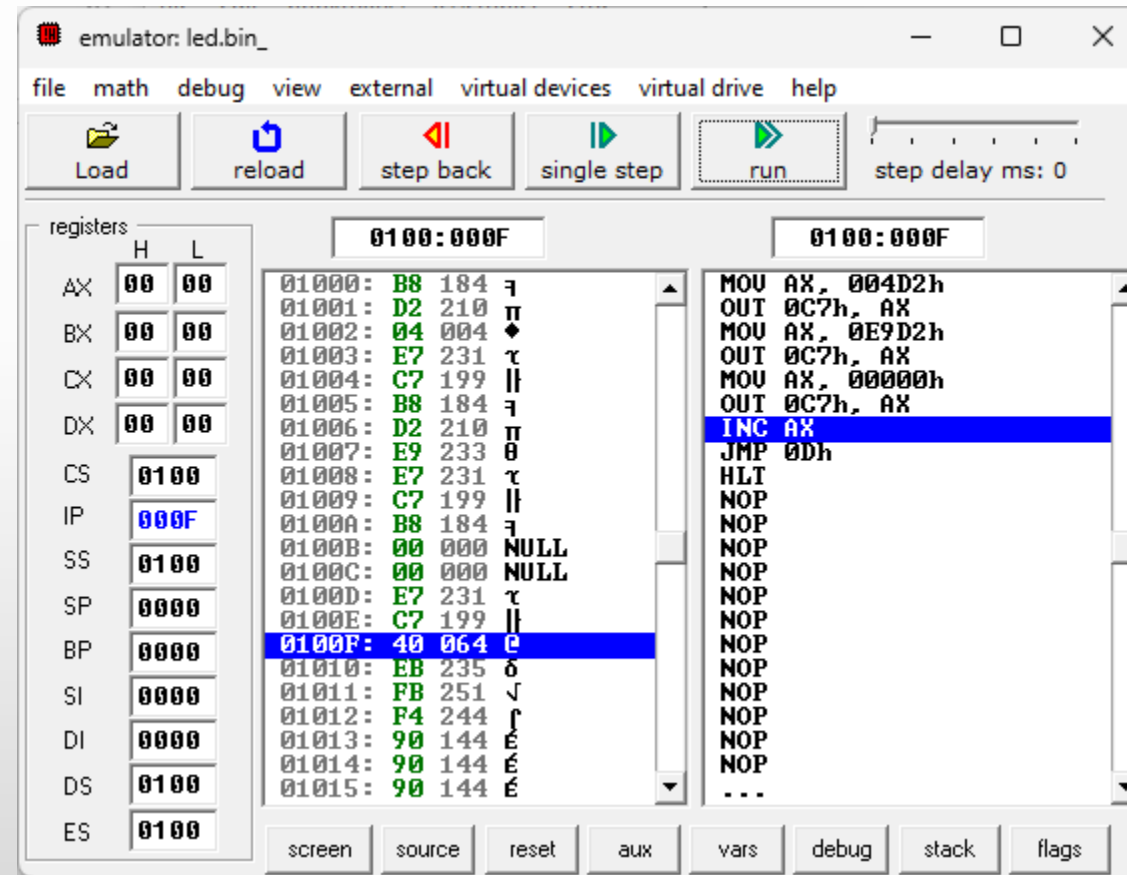 emulator: led.bin_
file math debug view external virtual devices virtual drive help
Load reload step back single step run step delay ms: 0
registers
H L
0100:000F 0100:000F
AX 00 00
BX 00 00
CX 00 00
DX 00 00
CS 0100
IP 000F
SS 0100
SP 0000
BP 0000
SI 0000
DI 0000
DS 0100
ES 0100
01000: B8 184 ╕
01001: D2 210 π
01002: 04 004 ♦
01003: E7 231 τ
01004: C7 199 ╟
01005: B8 184 ╕
01006: D2 210 π
01007: E9 233 θ
01008: E7 231 τ
01009: C7 199 ╟
0100A: B8 184 ╕
0100B: 00 000 NULL
0100C: 00 000 NULL
0100D: E7 231 τ
0100E: C7 199 ╟
0100F: 40 064 @
01010: EB 235 δ
01011: FB 251 √
01012: F4 244 ⌠
01013: 90 144 É
01014: 90 144 É
01015: 90 144 É
MOV AX, 004D2h
OUT 0C7h, AX
MOV AX, 0E9D2h
OUT 0C7h, AX
MOV AX, 00000h
OUT 0C7h, AX
INC AX
JMP 0Dh
HLT
NOP
NOP
NOP
NOP
NOP
NOP
NOP
NOP
NOP
NOP
NOP
NOP
...
screen source reset aux vars debug stack flags